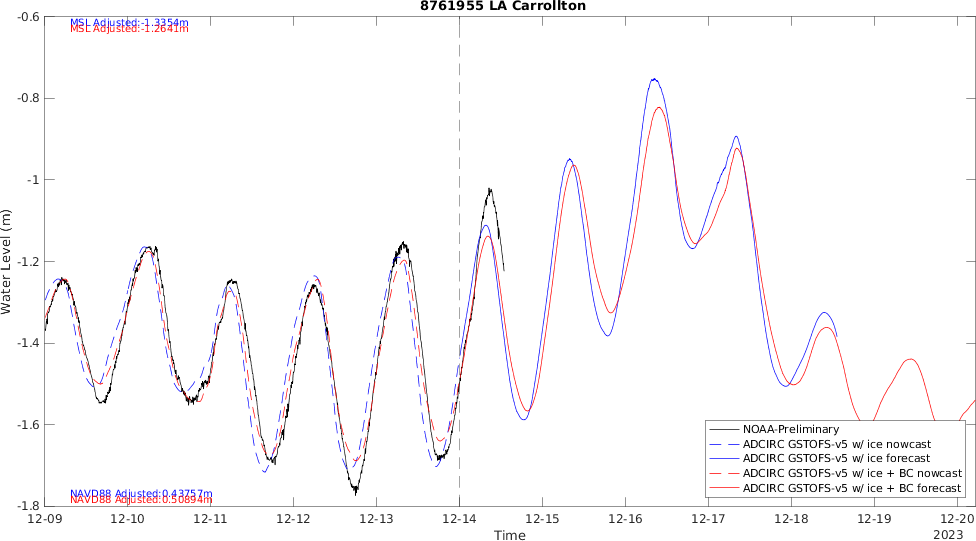 8761955 LA Carrollton
-0.6
MSL Adjusted:-1.3354m
MSL Adjusted:-1.2641m
-0.8
-1
-1.2
-1.4
-1.6
-1.8
Water Level (m)
NOAA-Preliminary
ADCIRC GSTOFS-v5 w/ ice nowcast
ADCIRC GSTOFS-v5 w/ ice forecast
ADCIRC GSTOFS-v5 w/ ice + BC nowcast
ADCIRC GSTOFS-v5 w/ ice + BC forecast
NAVD88 Adjusted:0.43757m
NAVD88 Adjusted:0.50894m
12-09 12-10 12-11 12-12 12-13 12-14 12-15 12-16 12-17 12-18 12-19 12-20
Time
2023